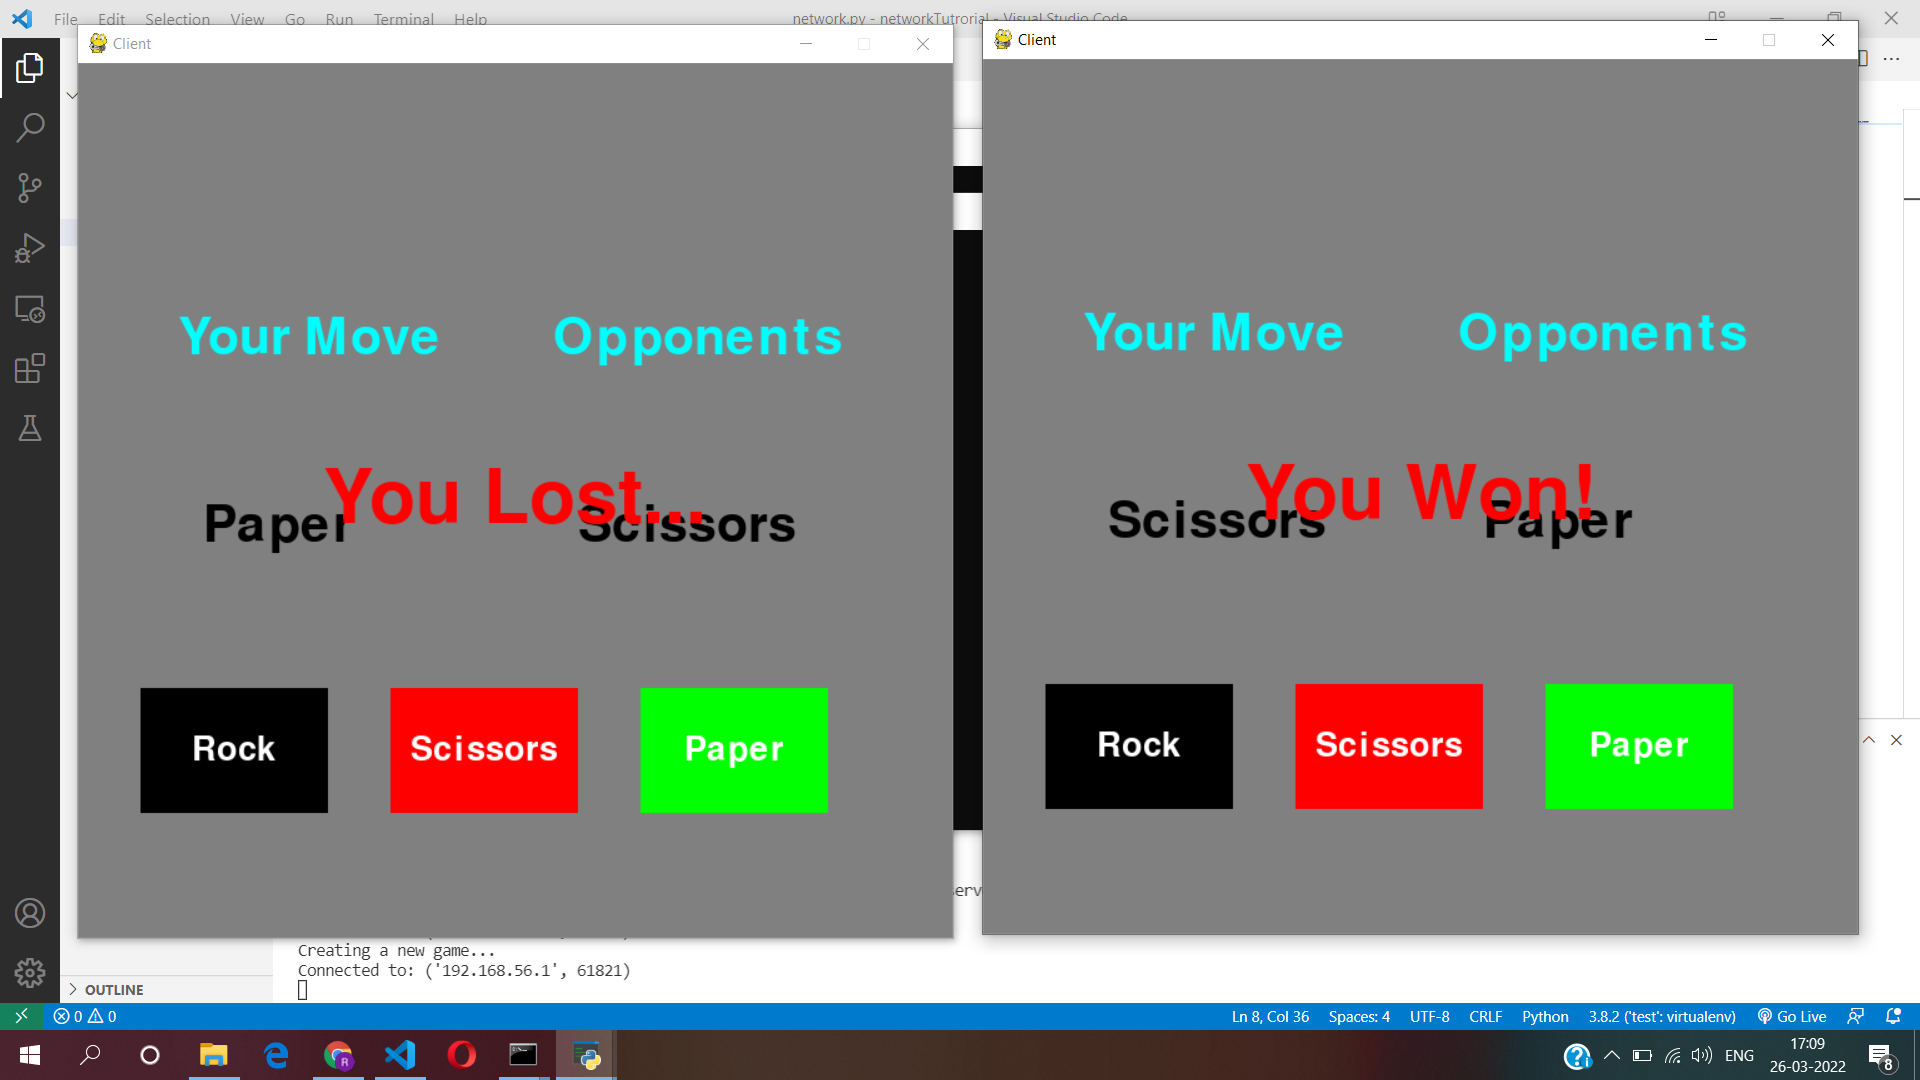 File Edit Selection View Go Run Terminal Help
network.py - networkTutrorial - Visual Studio Code
Client
Your Move Opponents
You Lost...
Paper Scissors
Rock Scissors Paper
Client
Your Move Opponents
You Won!
Scissors Paper
Rock Scissors Paper
serv
Creating a new game...
Connected to: ('192.168.56.1', 61821)
OUTLINE
0 0 Ln 8, Col 36 Spaces: 4 UTF-8 CRLF Python 3.8.2 ('test': virtualenv) Go Live
R
ENG
17:09
26-03-2022
8